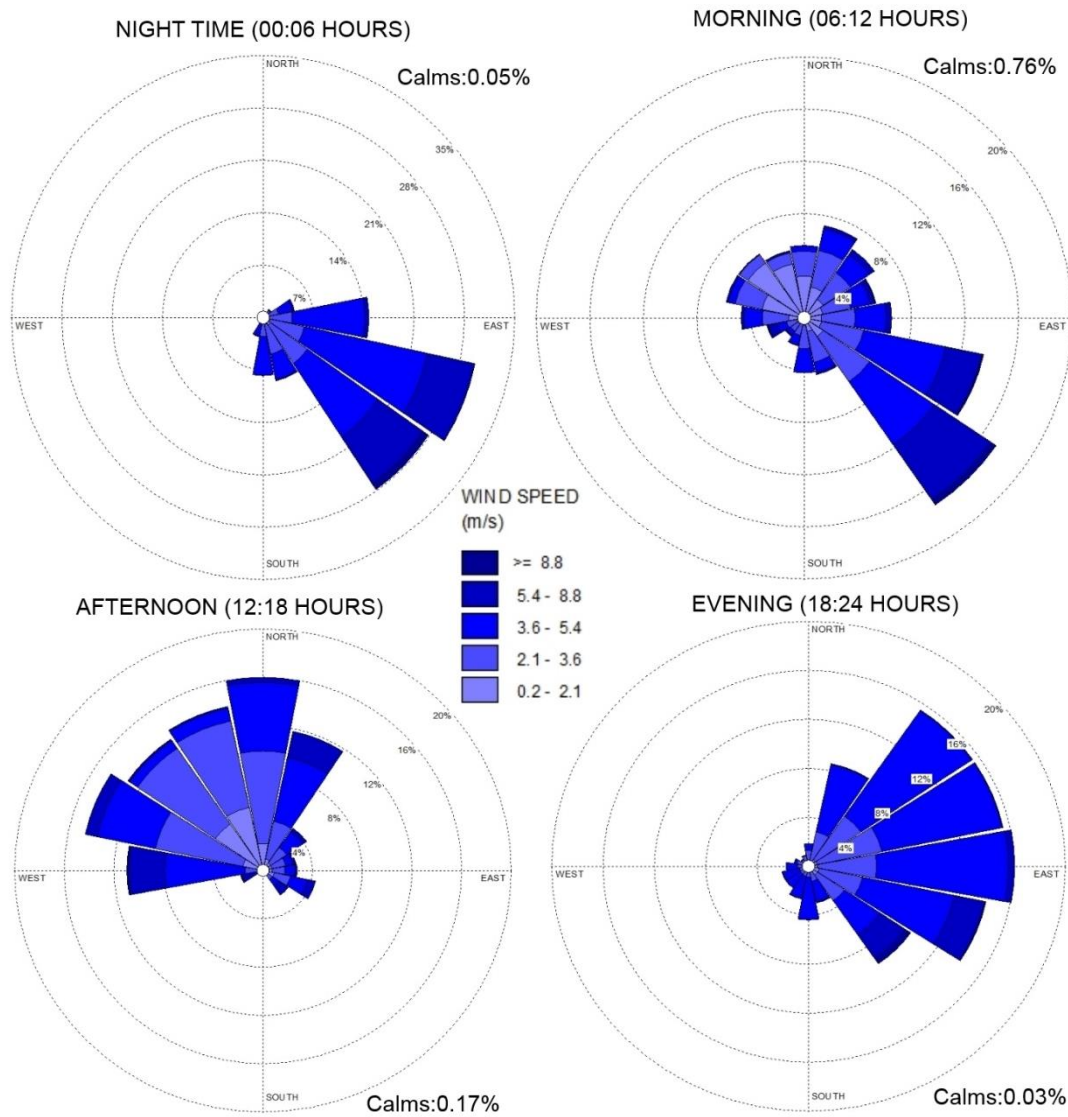 NIGHT TIME (00:06 HOURS)
NORTH
Calms:0.05%
35%
28%
21%
14%
7%
WEST
EAST
SOUTH
MORNING (06:12 HOURS)
NORTH
Calms:0.76%
20%
16%
12%
8%
4%
WEST
EAST
SOUTH
WIND SPEED
(m/s)
>= 8.8
5.4 - 8.8
3.6 - 5.4
2.1 - 3.6
0.2 - 2.1
AFTERNOON (12:18 HOURS)
NORTH
20%
16%
12%
8%
4%
WEST
EAST
SOUTH
Calms:0.17%
EVENING (18:24 HOURS)
NORTH
20%
16%
12%
8%
4%
WEST
EAST
SOUTH
Calms:0.03%